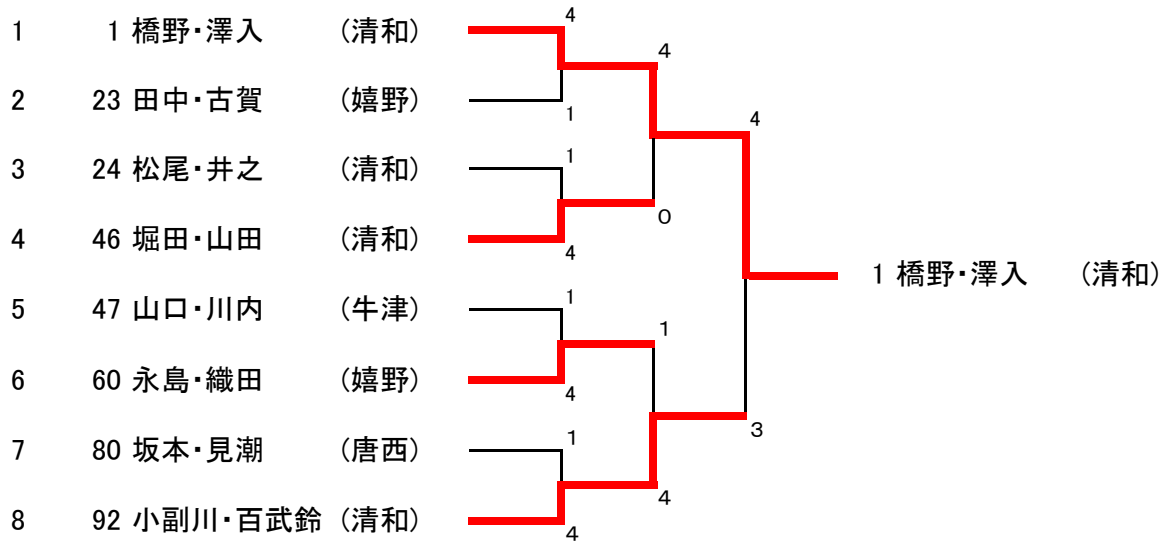 4
1 1 橋野・澤入 (清和)
4
2 23 田中・古賀 (嬉野)
1
4
3 24 松尾・井之 (清和)
1
0
4 46 堀田・山田 (清和)
4
1 橋野・澤入 (清和)
5 47 山口・川内 (牛津)
1
1
6 60 永島・織田 (嬉野)
4
3
7 80 坂本・見潮 (唐西)
1
4
8 92 小副川・百武鈴 (清和)
4